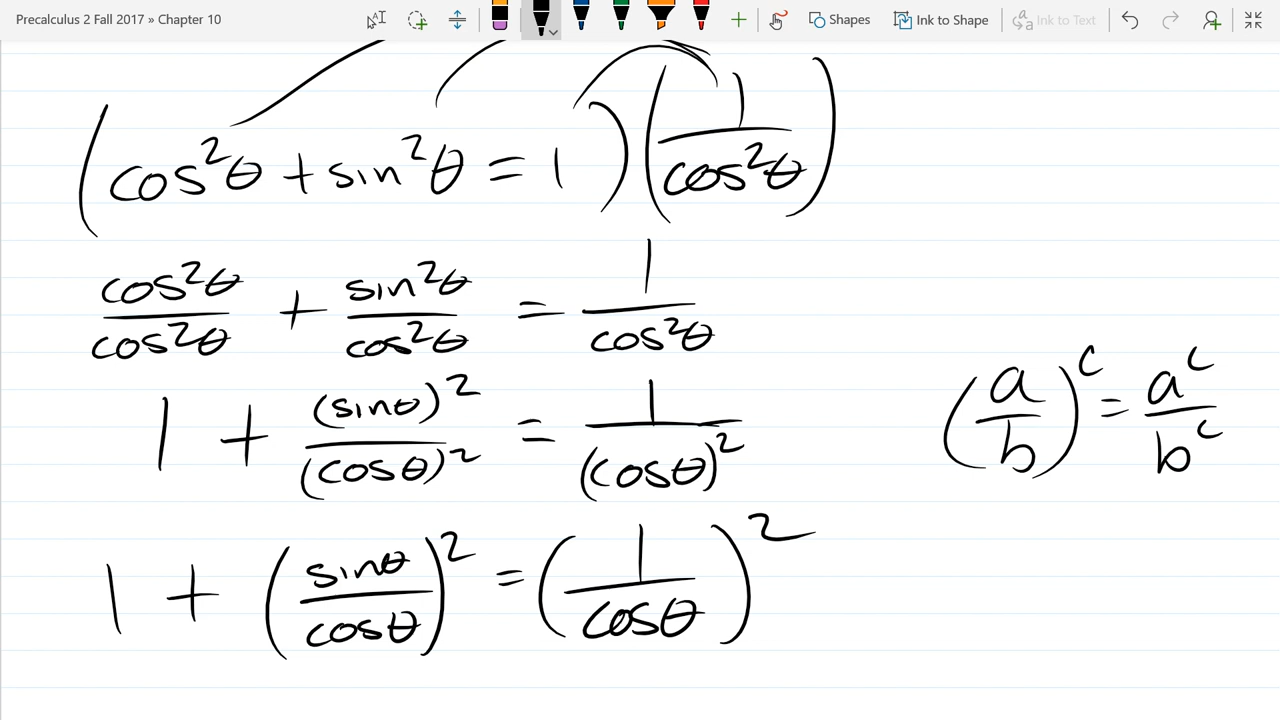 Precalculus 2 Fall 2017 » Chapter 10
Shapes
Ink to Shape
Ink to Text
(cos²θ + sin²θ = 1)(1/cos²θ)
cos²θ/cos²θ + sin²θ/cos²θ = 1/cos²θ
1 + (sinθ)²/(cosθ)² = 1/(cosθ)²
(a/b)^c = a^c/b^c
1 + (sinθ/cosθ)² = (1/cosθ)²